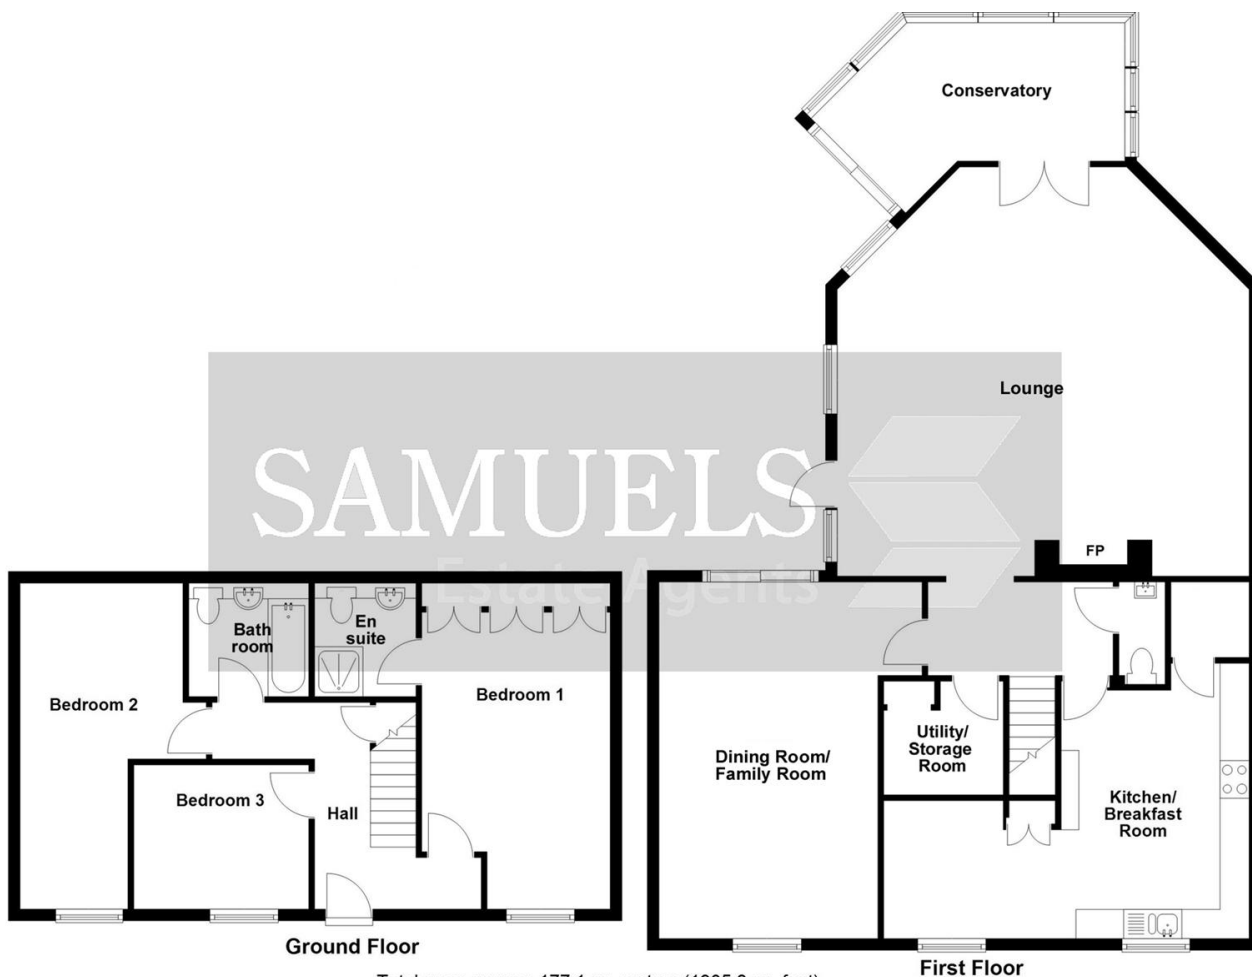 Conservatory
Lounge
SAMUELS
Estate Agents
FP
Bath
room
En
suite
Bedroom 2
Bedroom 1
Bedroom 3
Hall
Dining Room/
Family Room
Utility/
Storage
Room
Kitchen/
Breakfast
Room
Ground Floor
First Floor